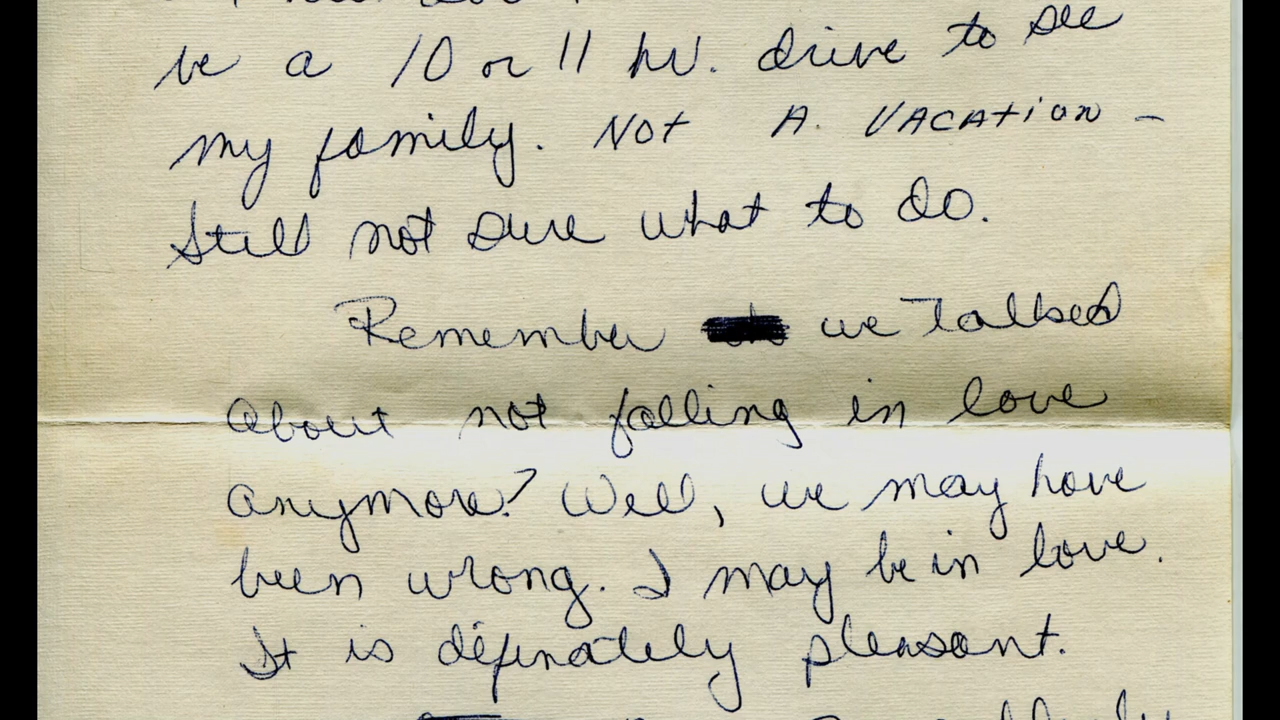 be a 10 or 11 hr. drive to see
my family. Not A. VACAtion –
Still not sure what to do.
Remember we talked
about not falling in love
anymore? Well, we may have
been wrong. I may be in love.
It is definately pleasant.